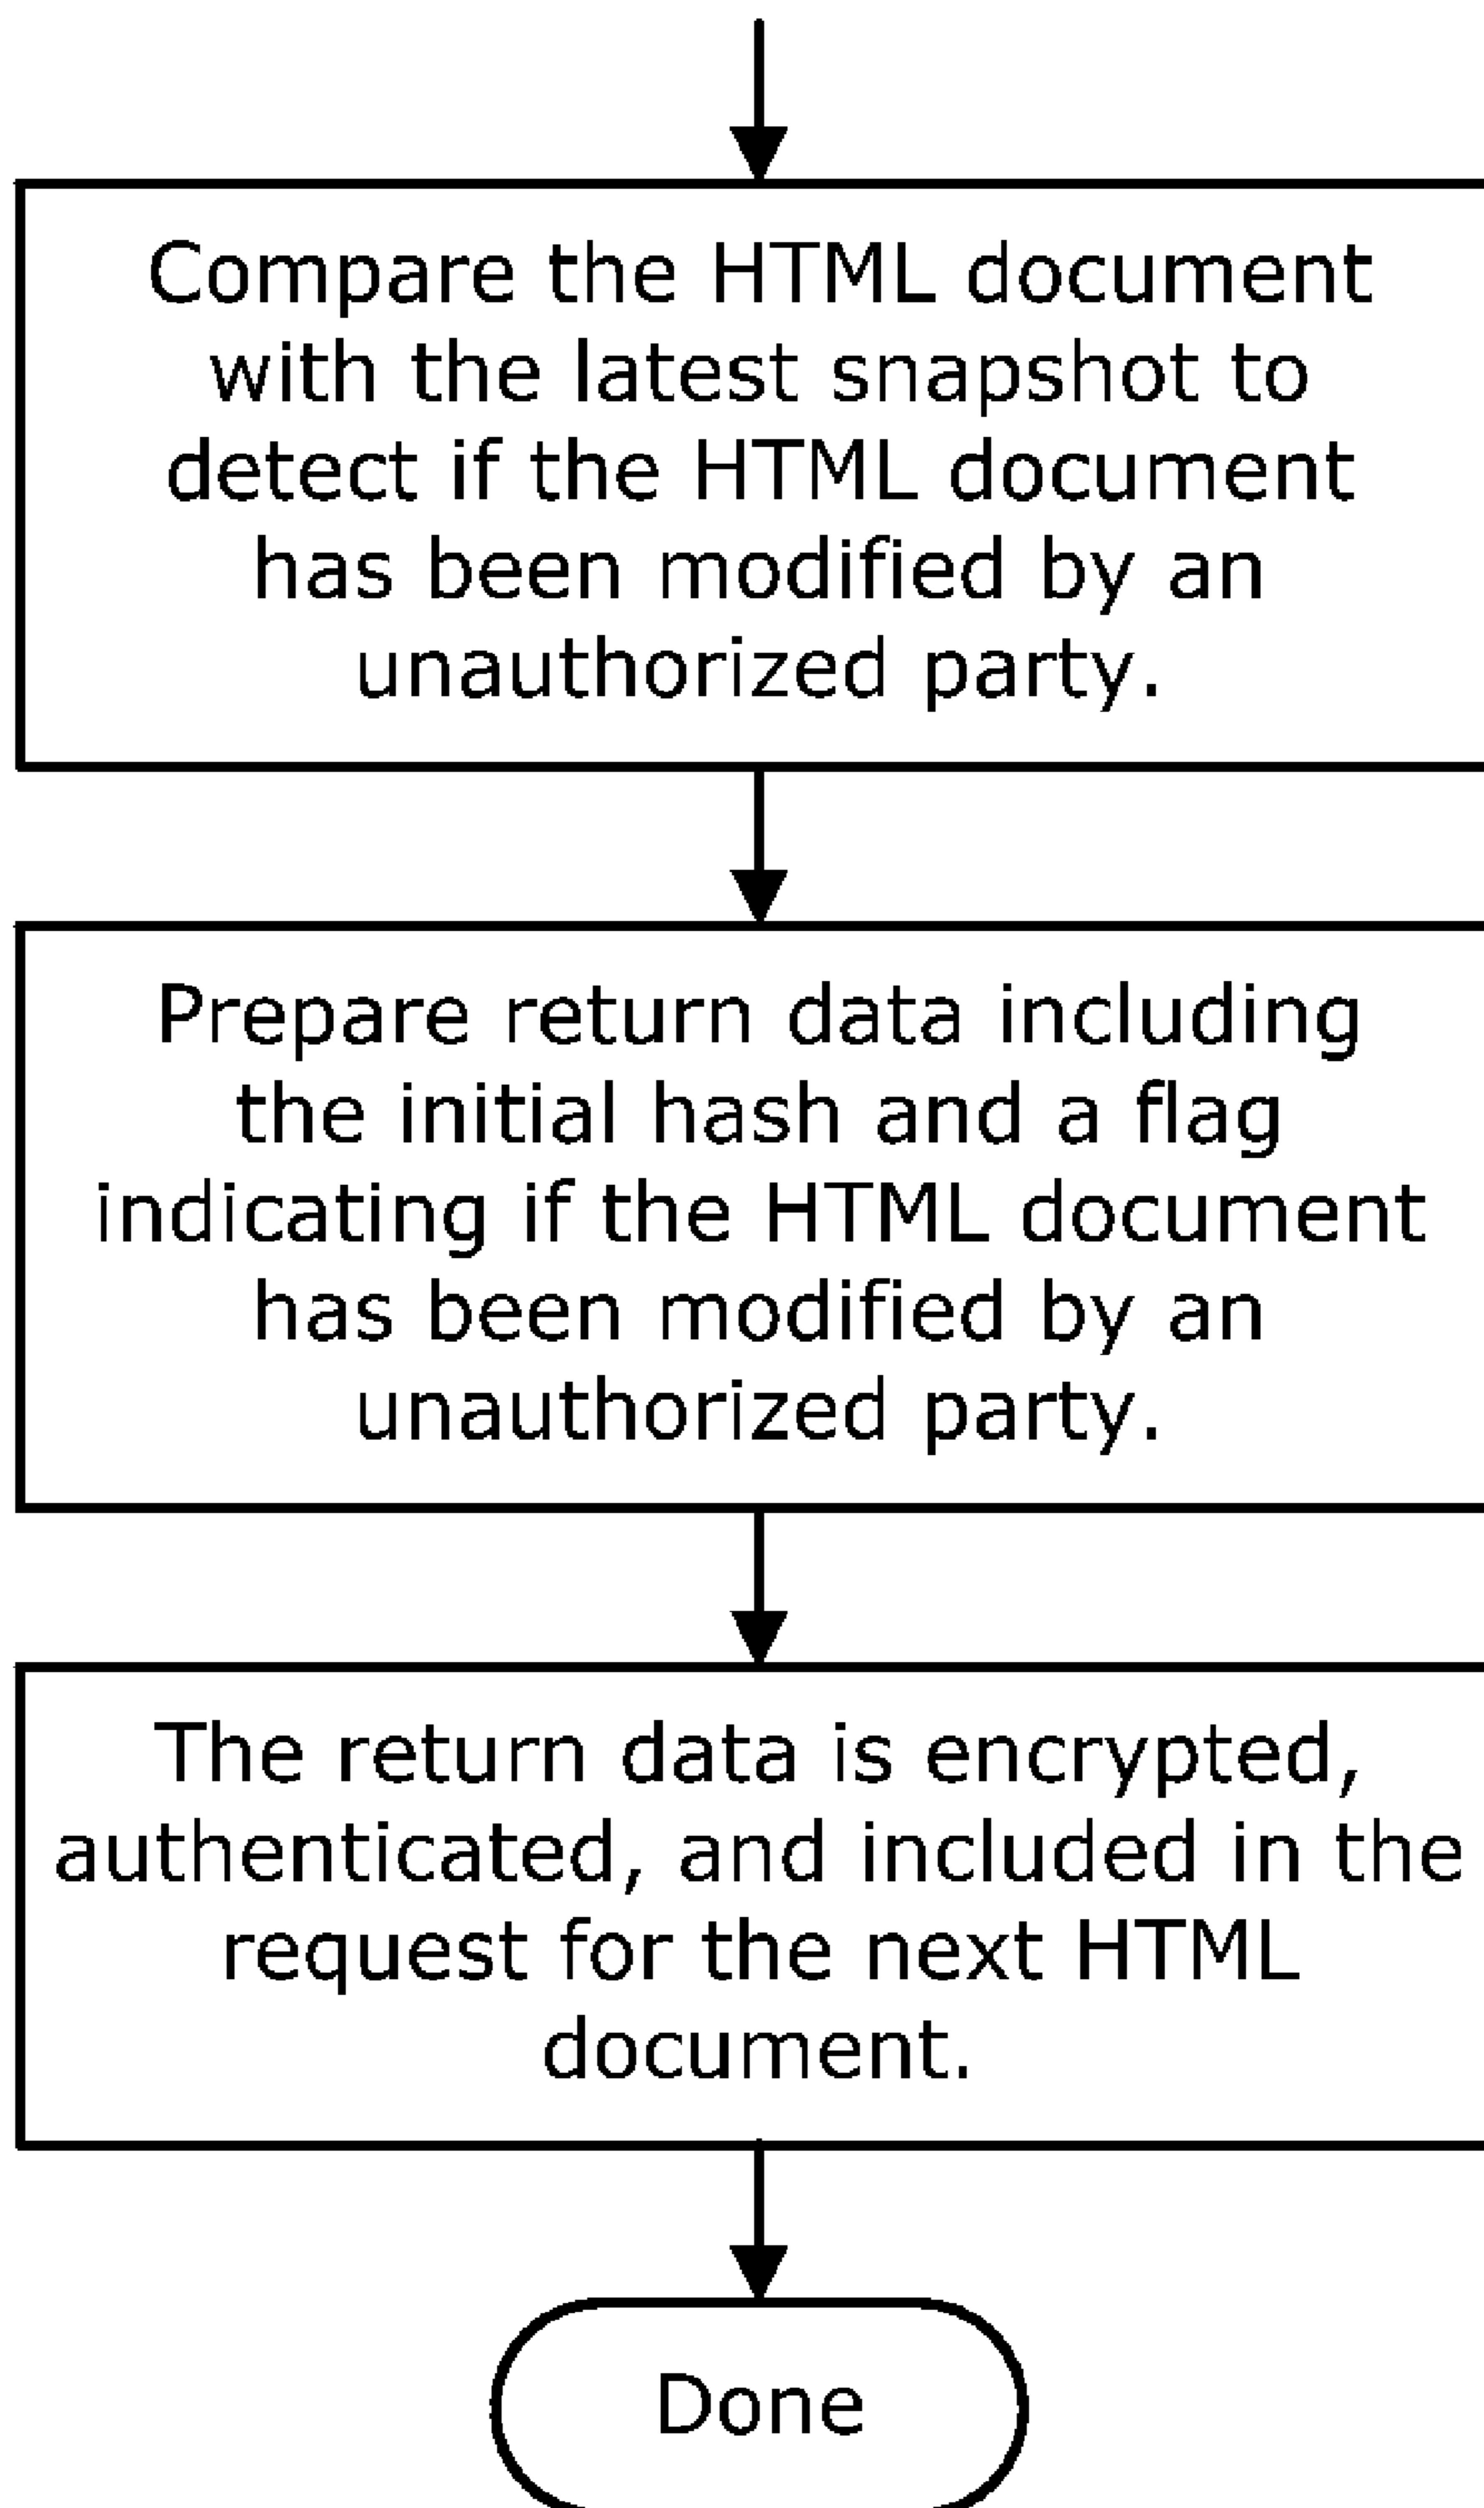 Compare the HTML document
with the latest snapshot to
detect if the HTML document
has been modified by an
unauthorized party.
Prepare return data including
the initial hash and a flag
indicating if the HTML document
has been modified by an
unauthorized party.
The return data is encrypted,
authenticated, and included in the
request for the next HTML
document.
Done